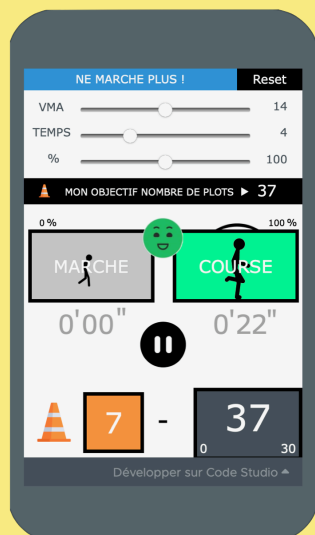 NE MARCHE PLUS ! Reset
VMA 14
TEMPS 4
% 100
MON OBJECTIF NOMBRE DE PLOTS ▶ 37
0 % 100 %
MARCHE COURSE
0'00" 0'22"
7 - 37
0 30
Développer sur Code Studio ▲